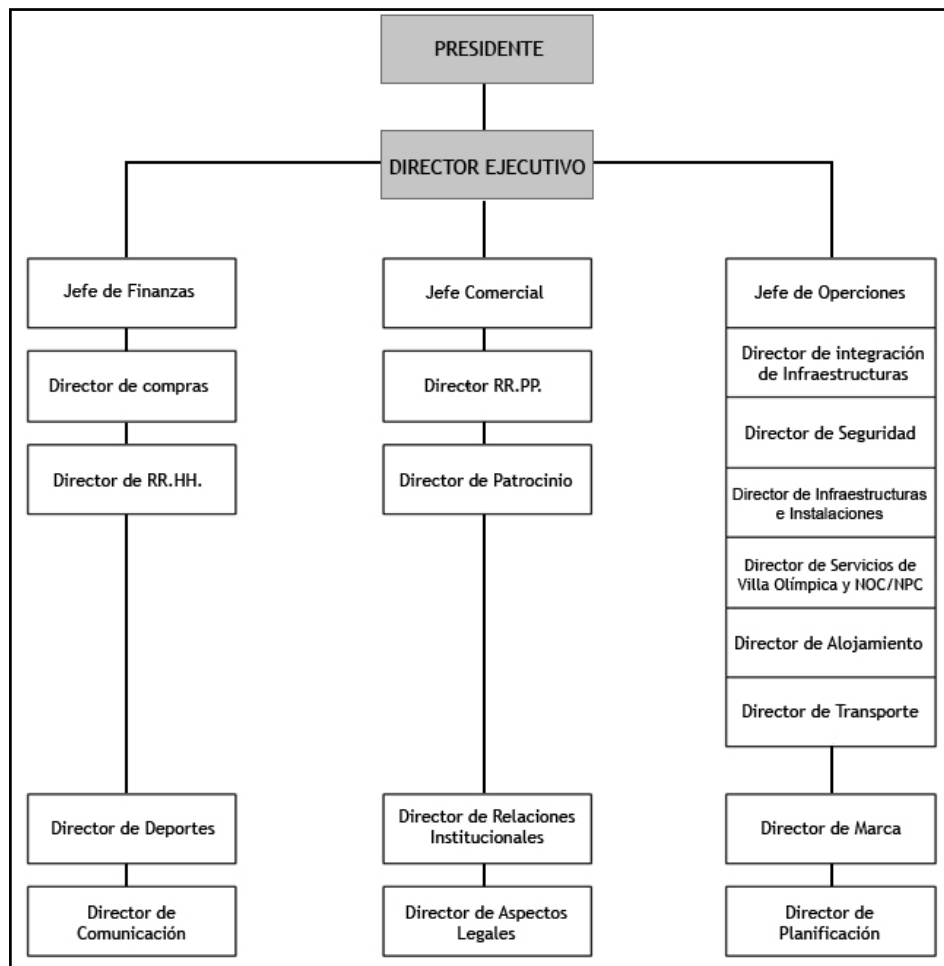 PRESIDENTE
DIRECTOR EJECUTIVO
Jefe de Finanzas
Jefe Comercial
Jefe de Operciones
Director de compras
Director RR.PP.
Director de integración
de Infraestructuras
Director de Seguridad
Director de RR.HH.
Director de Patrocinio
Director de Infraestructuras
e Instalaciones
Director de Servicios de
Villa Olímpica y NOC/NPC
Director de Alojamiento
Director de Transporte
Director de Deportes
Director de Relaciones
Institucionales
Director de Marca
Director de
Comunicación
Director de Aspectos
Legales
Director de
Planificación